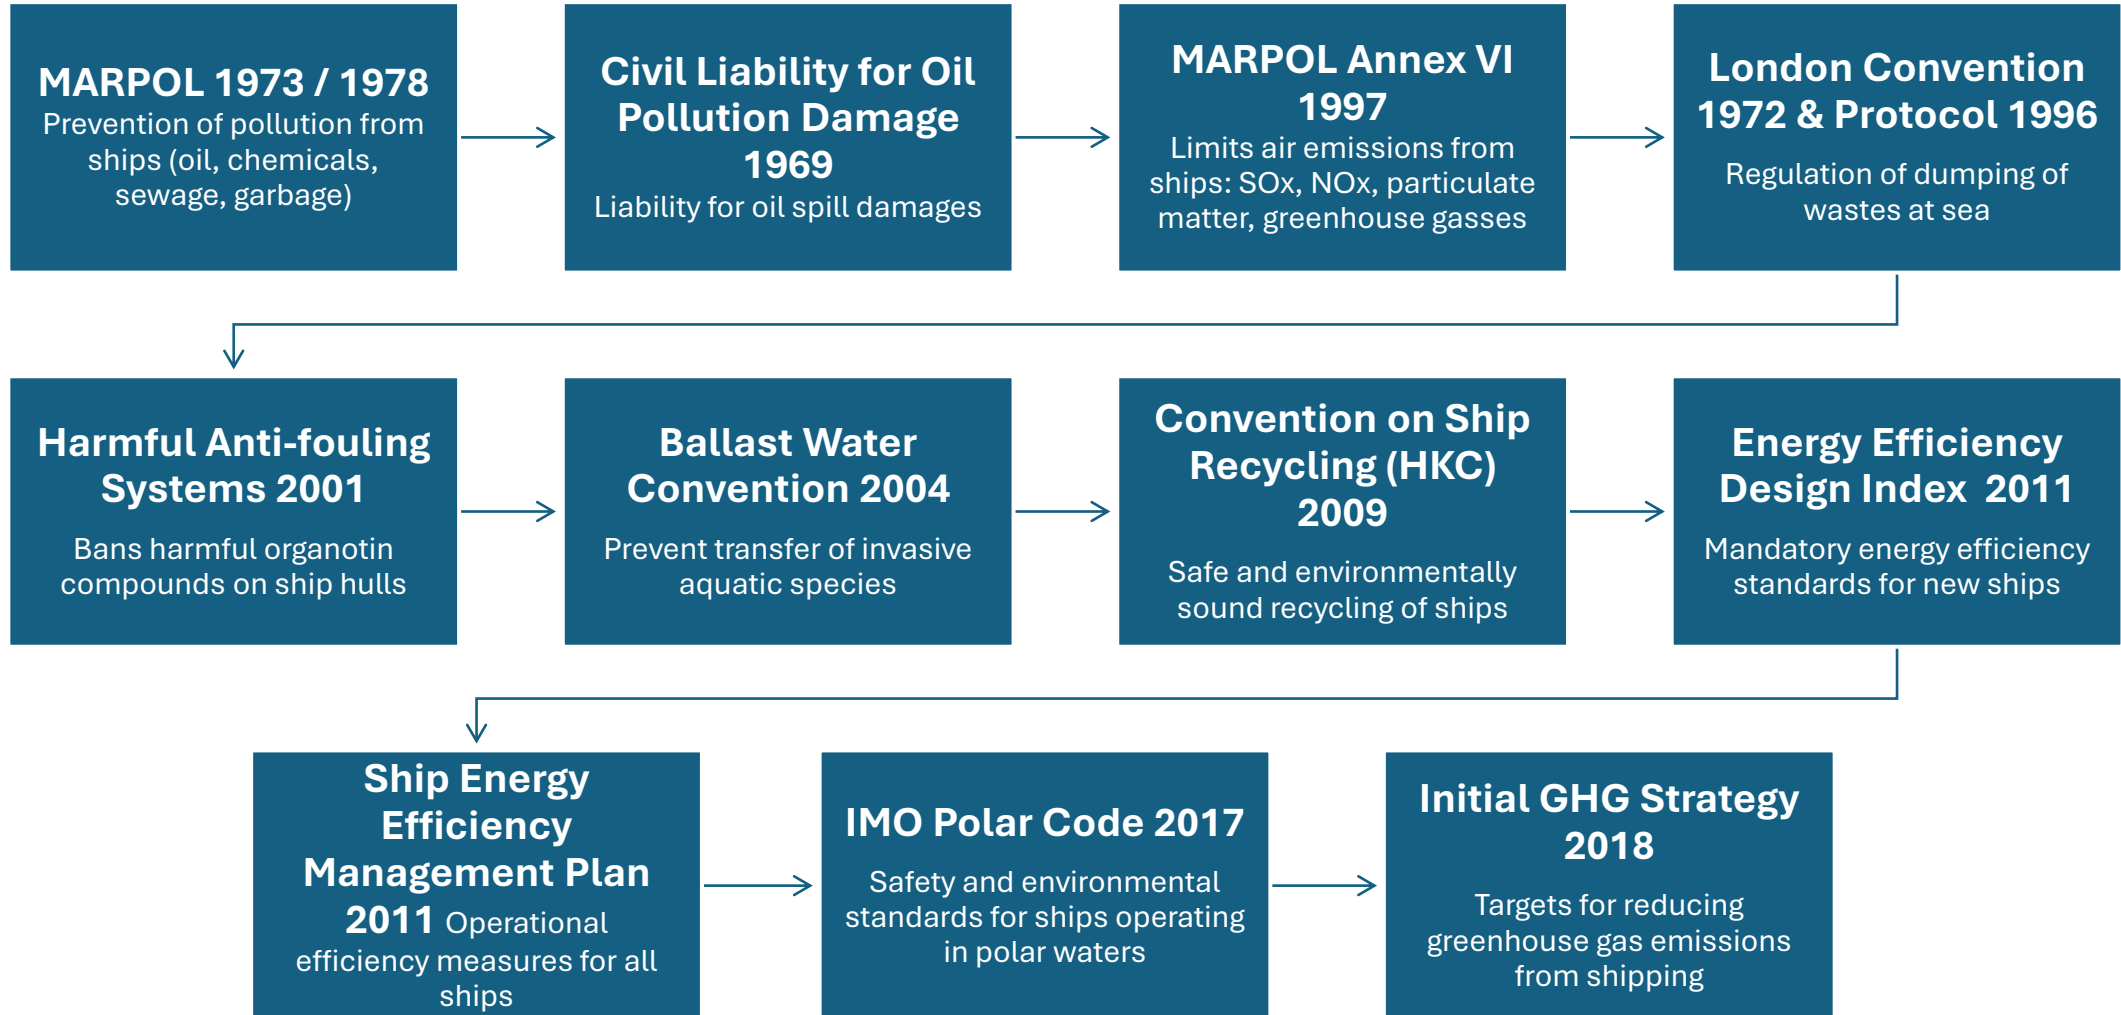 MARPOL 1973 / 1978
Prevention of pollution from
ships (oil, chemicals,
sewage, garbage)
Civil Liability for Oil
Pollution Damage
1969
Liability for oil spill damages
MARPOL Annex VI
1997
Limits air emissions from
ships: SOx, NOx, particulate
matter, greenhouse gasses
London Convention
1972 & Protocol 1996
Regulation of dumping of
wastes at sea
Harmful Anti-fouling
Systems 2001
Bans harmful organotin
compounds on ship hulls
Ballast Water
Convention 2004
Prevent transfer of invasive
aquatic species
Convention on Ship
Recycling (HKC)
2009
Safe and environmentally
sound recycling of ships
Energy Efficiency
Design Index  2011
Mandatory energy efficiency
standards for new ships
Ship Energy
Efficiency
Management Plan
2011 Operational
efficiency measures for all
ships
IMO Polar Code 2017
Safety and environmental
standards for ships operating
in polar waters
Initial GHG Strategy
2018
Targets for reducing
greenhouse gas emissions
from shipping